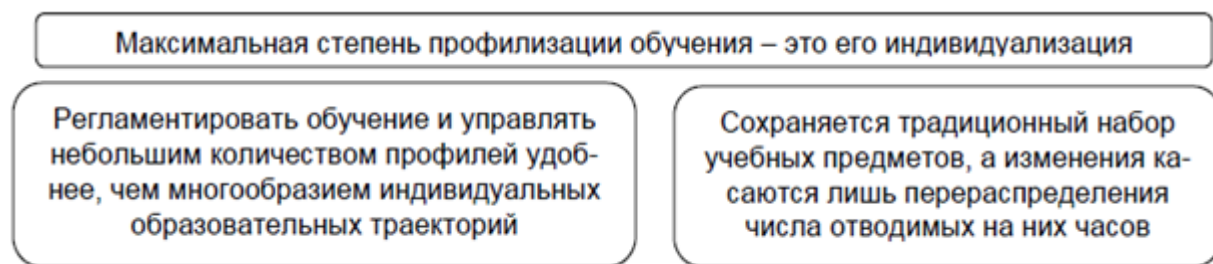 Максимальная степень профилизации обучения – это его индивидуализация
Регламентировать обучение и управлять
небольшим количеством профилей удоб-
нее, чем многообразием индивидуальных
образовательных траекторий
Сохраняется традиционный набор
учебных предметов, а изменения ка-
саются лишь перераспределения
числа отводимых на них часов